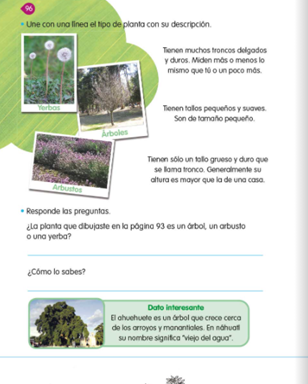 96
Une con una línea el tipo de planta con su descripción.
Tienen muchos troncos delgados
y duros. Miden más o menos lo
mismo que tú o un poco más.
Yerbas
Tienen tallos pequeños y suaves.
Son de tamaño pequeño.
Árboles
Tienen sólo un tallo grueso y duro que
se llama tronco. Generalmente su
altura es mayor que la de una casa.
Arbustos
Responde las preguntas.
¿La planta que dibujaste en la página 93 es un árbol, un arbusto
o una yerba?
¿Cómo lo sabes?
Dato interesante
El ahuehuete es un árbol que crece cerca
de los arroyos y manantiales. En náhuatl
su nombre significa "viejo del agua".